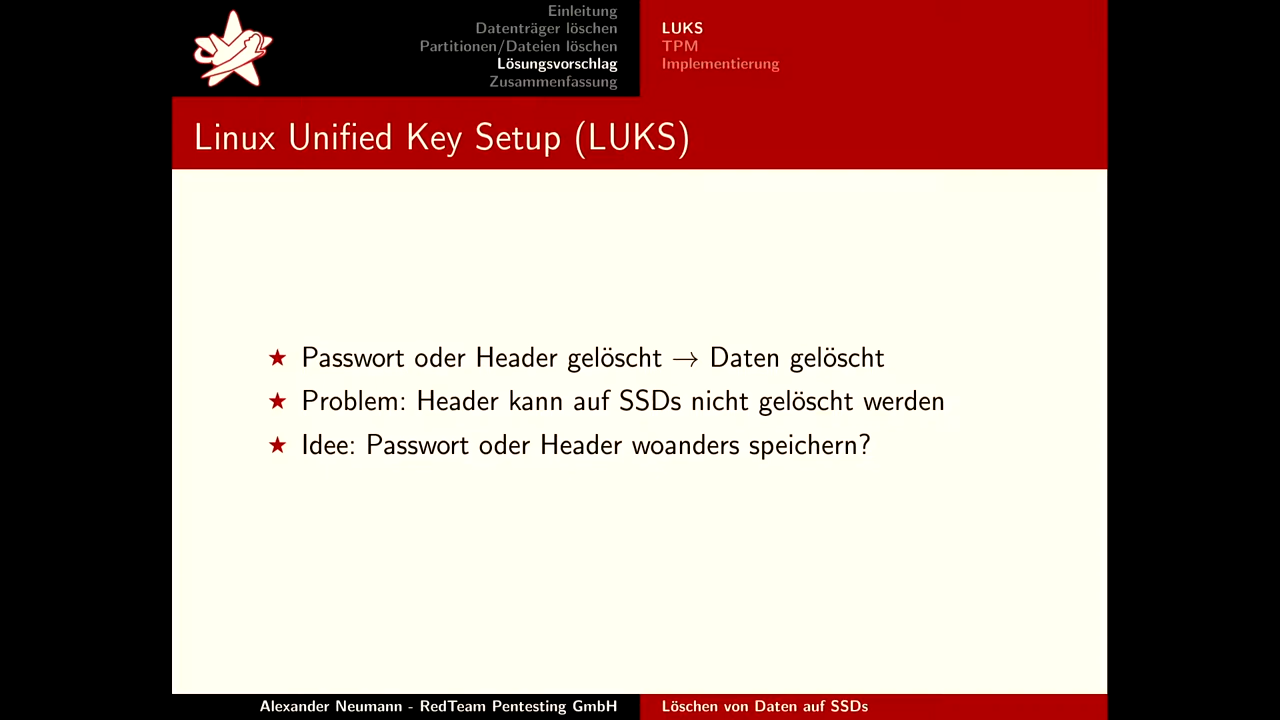 Einleitung
Datenträger löschen
Partitionen/Dateien löschen
Lösungsvorschlag
Zusammenfassung
LUKS
TPM
Implementierung
Linux Unified Key Setup (LUKS)
★ Passwort oder Header gelöscht → Daten gelöscht
★ Problem: Header kann auf SSDs nicht gelöscht werden
★ Idee: Passwort oder Header woanders speichern?
Alexander Neumann - RedTeam Pentesting GmbH
Löschen von Daten auf SSDs